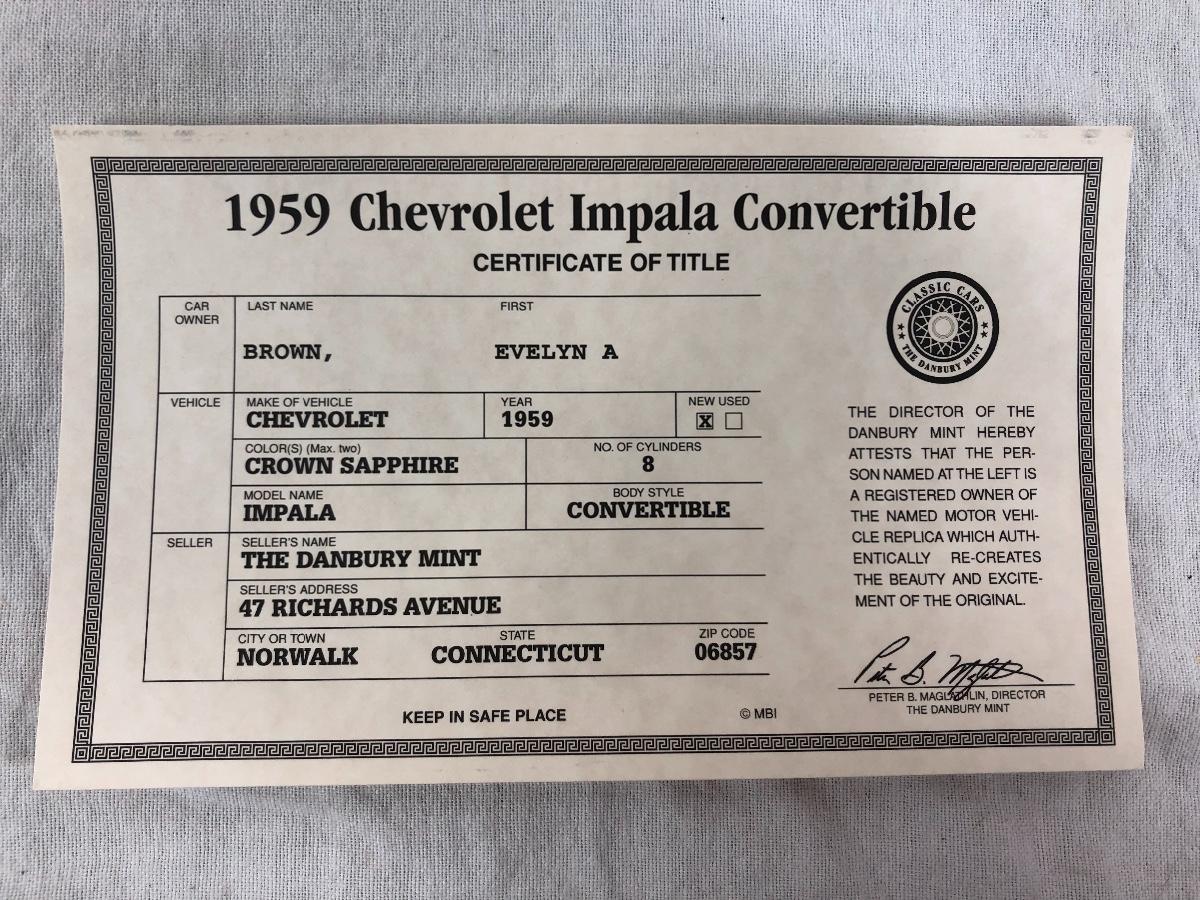 1959 Chevrolet Impala Convertible
CERTIFICATE OF TITLE
CAR OWNER
LAST NAME FIRST
BROWN, EVELYN A
VEHICLE
MAKE OF VEHICLE YEAR NEW USED
CHEVROLET 1959 X
COLOR(S) (Max. two) NO. OF CYLINDERS
CROWN SAPPHIRE 8
MODEL NAME BODY STYLE
IMPALA CONVERTIBLE
SELLER
SELLER'S NAME
THE DANBURY MINT
SELLER'S ADDRESS
47 RICHARDS AVENUE
CITY OR TOWN STATE ZIP CODE
NORWALK CONNECTICUT 06857
KEEP IN SAFE PLACE © MBI
CLASSIC CARS
THE DANBURY MINT
THE DIRECTOR OF THE
DANBURY MINT HEREBY
ATTESTS THAT THE PER-
SON NAMED AT THE LEFT IS
A REGISTERED OWNER OF
THE NAMED MOTOR VEHI-
CLE REPLICA WHICH AUTH-
ENTICALLY RE-CREATES
THE BEAUTY AND EXCITE-
MENT OF THE ORIGINAL.
Peter B. Maglathlin
PETER B. MAGLATHLIN, DIRECTOR
THE DANBURY MINT